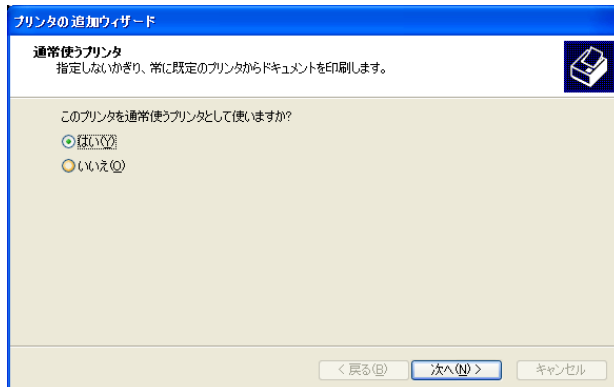 プリンタの追加ウィザード
通常使うプリンタ
指定しないかぎり、常に既定のプリンタからドキュメントを印刷します。
このプリンタを通常使うプリンタとして使いますか?
はい(Y)
いいえ(O)
< 戻る(B)
次へ(N) >
キャンセル